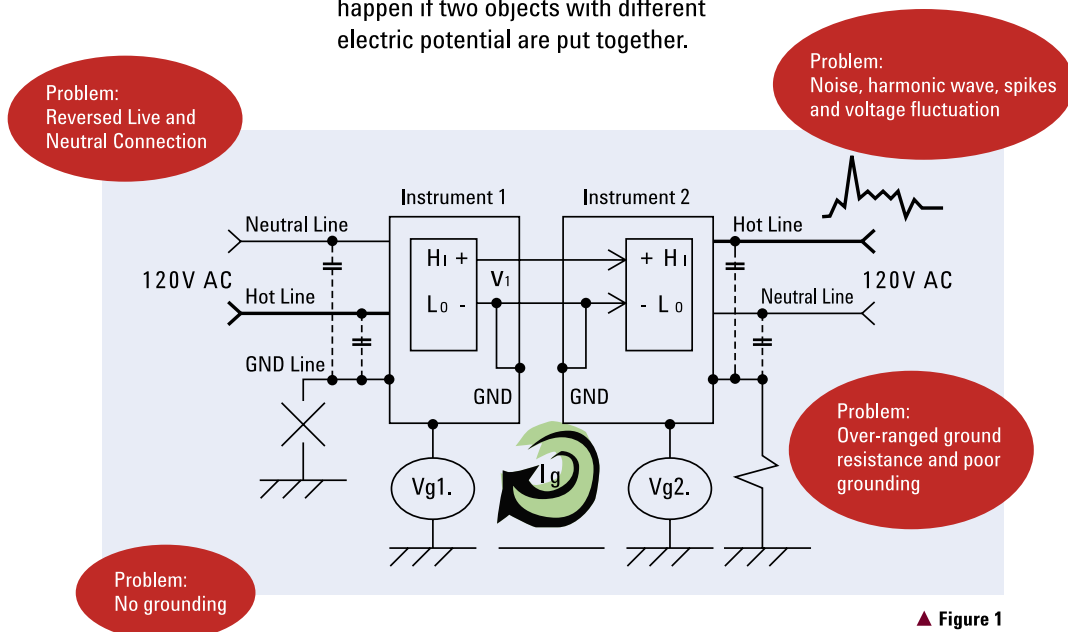 happen if two objects with different
electric potential are put together.
Problem:
Reversed Live and
Neutral Connection
Problem:
Noise, harmonic wave, spikes
and voltage fluctuation
Instrument 1
Instrument 2
Neutral Line
Hot Line
HI +
V1
+ HI
120V AC
120V AC
Hot Line
LO -
- LO
Neutral Line
GND Line
GND
GND
Problem:
Over-ranged ground
resistance and poor
grounding
Vg1.
Ig
Vg2.
Problem:
No grounding
▲ Figure 1